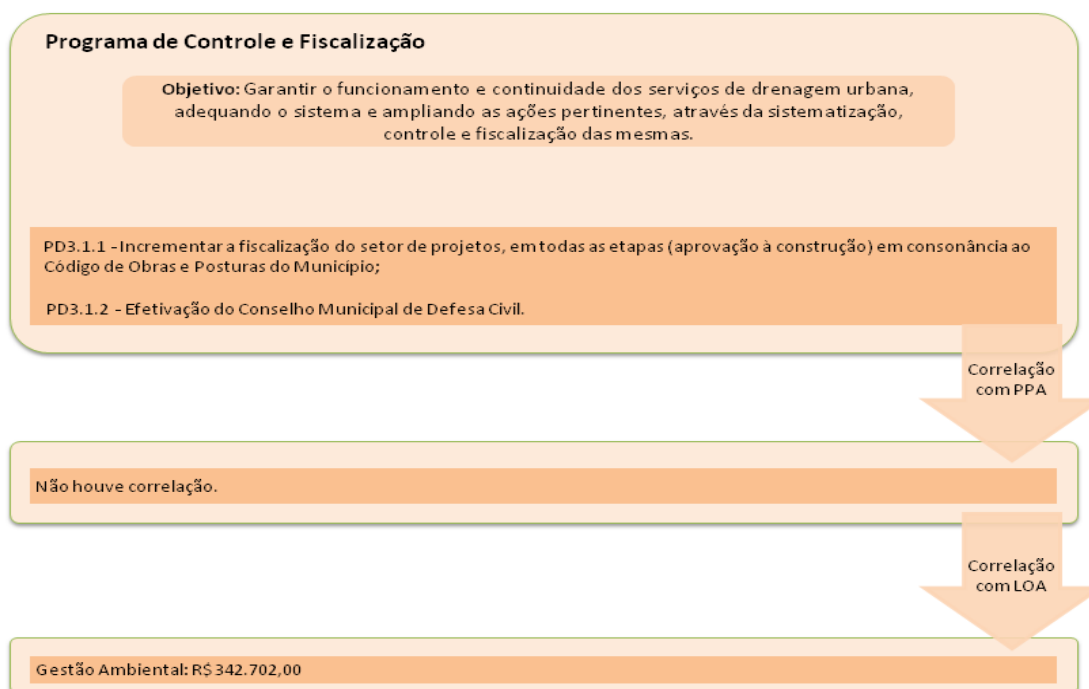 Programa de Controle e Fiscalização
Objetivo: Garantir o funcionamento e continuidade dos serviços de drenagem urbana,
adequando o sistema e ampliando as ações pertinentes, através da sistematização,
controle e fiscalização das mesmas.
PD3.1.1 - Incrementar a fiscalização do setor de projetos, em todas as etapas (aprovação à construção) em consonância ao
Código de Obras e Posturas do Município;
PD3.1.2 - Efetivação do Conselho Municipal de Defesa Civil.
Correlação
com PPA
Não houve correlação.
Correlação
com LOA
Gestão Ambiental: R$ 342.702,00